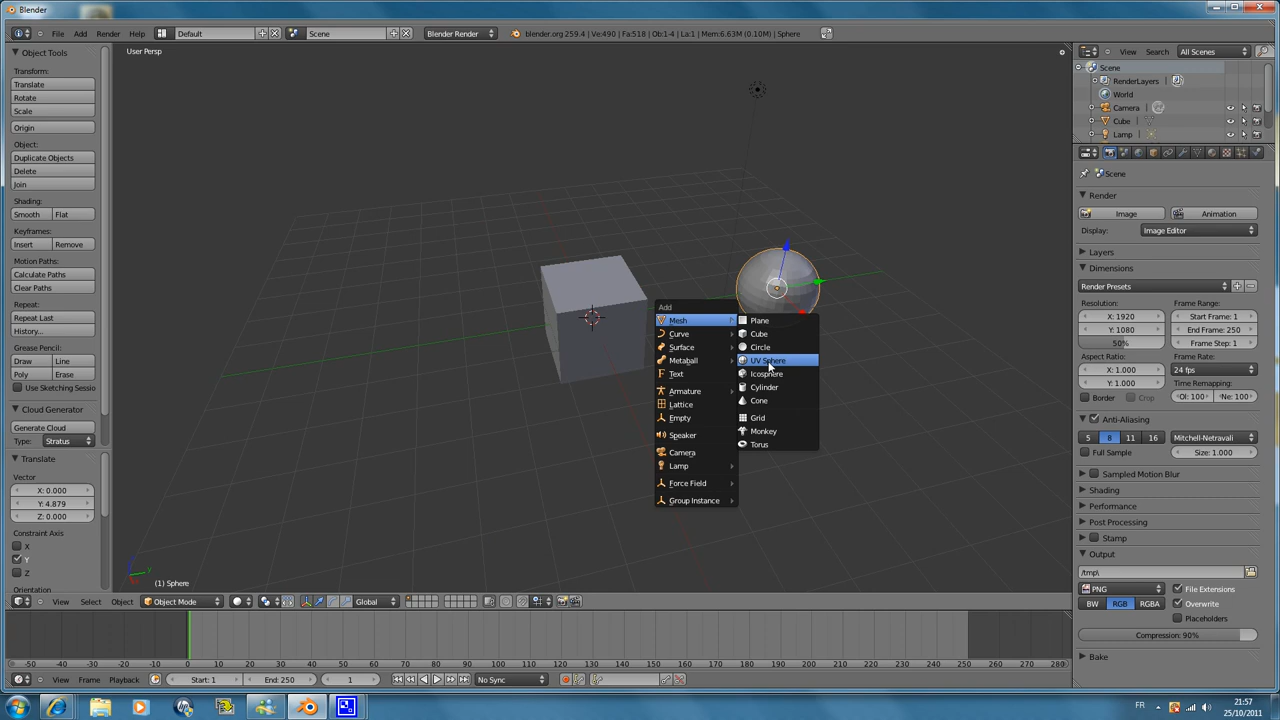 Blender
File Add Render Help Default Scene Blender Render blender.org 259.4 | Ve:490 | Fa:518 | Ob:1-4 | La:1 | Mem:6.63M (0.10M) | Sphere
Object Tools
Transform:
Translate
Rotate
Scale
Origin
Object:
Duplicate Objects
Delete
Join
Shading:
Smooth Flat
Keyframes:
Insert Remove
Motion Paths:
Calculate Paths
Clear Paths
Repeat:
Repeat Last
History...
Grease Pencil:
Draw Line
Poly Erase
Use Sketching Sessio
Cloud Generator
Generate Cloud
Type: Stratus
Translate
Vector
X: 0.000
Y: 4.879
Z: 0.000
Constraint Axis
X
Y
Z
Orientation
User Persp
Add
Mesh
Curve
Surface
Metaball
Text
Armature
Lattice
Empty
Speaker
Camera
Lamp
Force Field
Group Instance
Plane
Cube
Circle
UV Sphere
Icosphere
Cylinder
Cone
Grid
Monkey
Torus
y
(1) Sphere
View Select Object Object Mode Global
View Search All Scenes
Scene
RenderLayers
World
Camera
Cube
Lamp
Scene
Render
Image Animation
Display: Image Editor
Layers
Dimensions
Render Presets
Resolution: Frame Range:
X: 1920 Start Frame: 1
Y: 1080 End Frame: 250
50% Frame Step: 1
Aspect Ratio: Frame Rate:
X: 1.000 24 fps
Y: 1.000 Time Remapping:
Border Crop Ol: 100 Ne: 100
Anti-Aliasing
5 8 11 16 Mitchell-Netravali
Full Sample Size: 1.000
Sampled Motion Blur
Shading
Performance
Post Processing
Stamp
Output
/tmp\
PNG File Extensions
BW RGB RGBA Overwrite
Placeholders
Compression: 90%
Bake
-50 -40 -30 -20 -10 0 10 20 30 40 50 60 70 80 90 100 110 120 130 140 150 160 170 180 190 200 210 220 230 240 250 260 270 280
View Frame Playback Start: 1 End: 250 1 No Sync
FR
21:57
25/10/2011